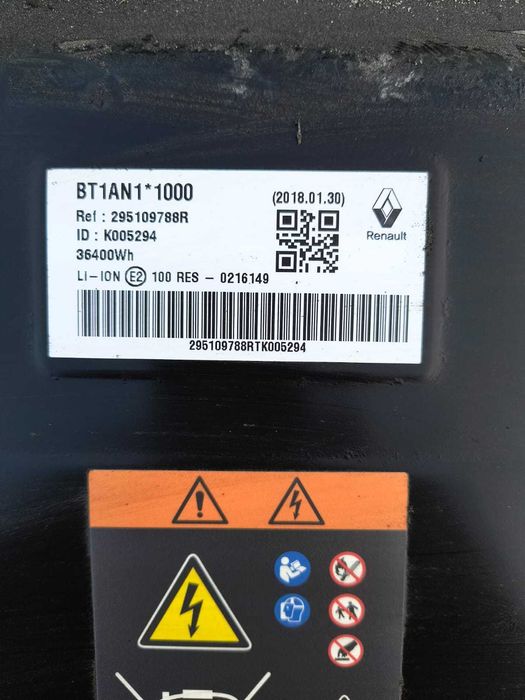 BT1AN1*1000
(2018.01.30)
Ref : 295109788R
ID : K005294
36400Wh
Renault
LI-ION E2 100 RES - 0216149
295109788RTK005294